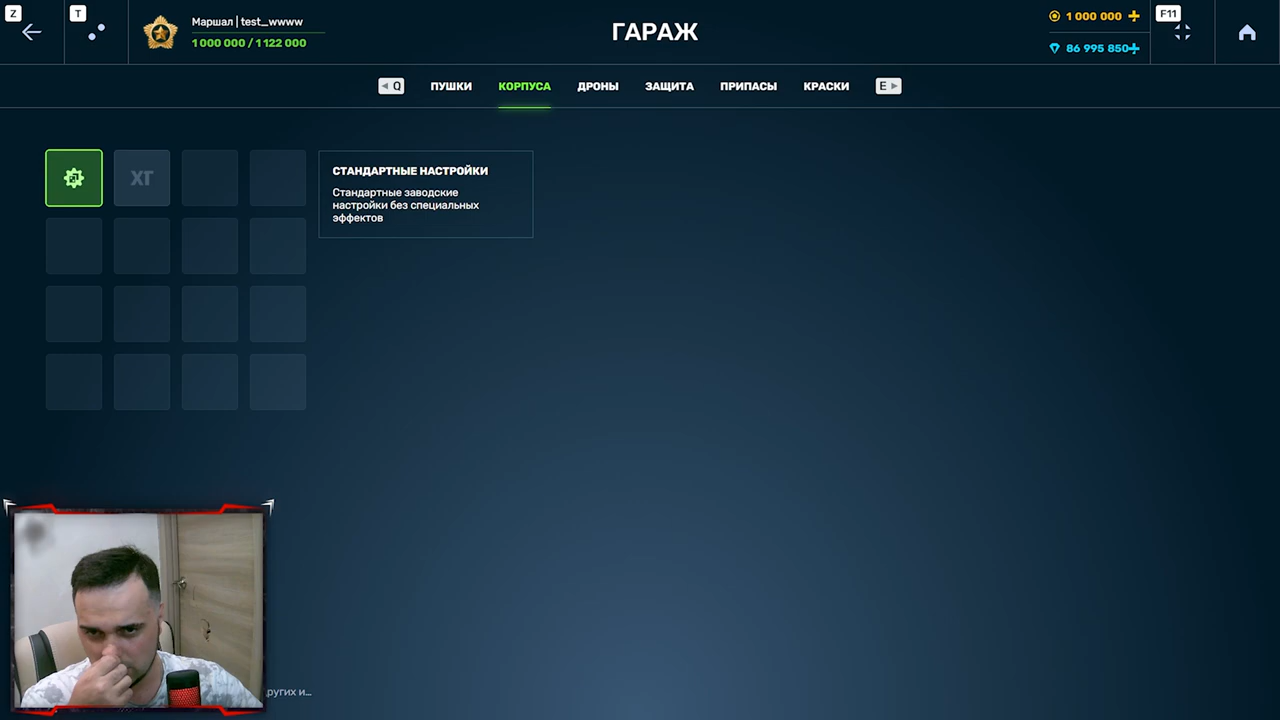 Z
T
Маршал | test_wwww
1 000 000 / 1 122 000
ГАРАЖ
1 000 000
86 995 850
F11
Q
ПУШКИ
КОРПУСА
ДРОНЫ
ЗАЩИТА
ПРИПАСЫ
КРАСКИ
E
ХТ
СТАНДАРТНЫЕ НАСТРОЙКИ
Стандартные заводские
настройки без специальных
эффектов
ругих и...